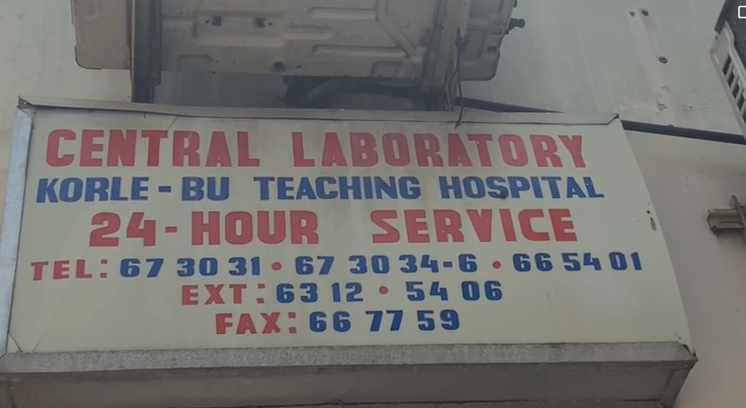 CENTRAL LABORATORY
KORLE-BU TEACHING HOSPITAL
24-HOUR SERVICE
TEL: 67 30 31 • 67 30 34-6 • 66 54 01
EXT: 63 12 • 54 06
FAX: 66 77 59